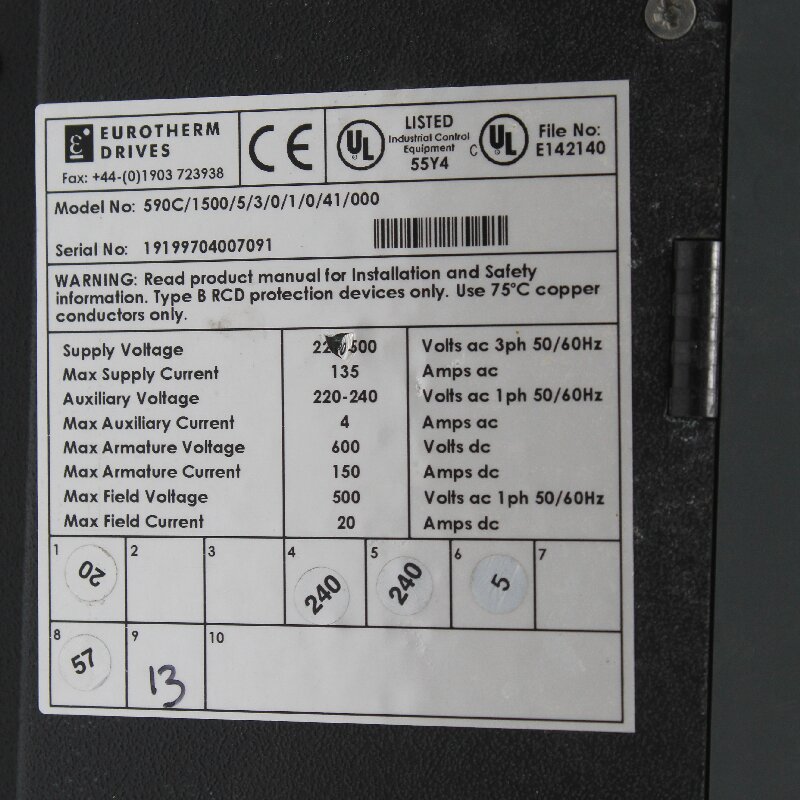 EUROTHERM
DRIVES
Fax: +44-(0)1903 723938
CE
UL
LISTED
Industrial Control
Equipment
55Y4
C UL
File No:
E142140
Model No: 590C/1500/5/3/0/1/0/41/000
Serial No: 19199704007091
WARNING: Read product manual for Installation and Safety
information. Type B RCD protection devices only. Use 75°C copper
conductors only.
Supply Voltage 500 Volts ac 3ph 50/60Hz
Max Supply Current 135 Amps ac
Auxiliary Voltage 220-240 Volts ac 1ph 50/60Hz
Max Auxiliary Current 4 Amps ac
Max Armature Voltage 600 Volts dc
Max Armature Current 150 Amps dc
Max Field Voltage 500 Volts ac 1ph 50/60Hz
Max Field Current 20 Amps dc
1 20
2
3
4 240
5 240
6 5
7
8 57
9 13
10